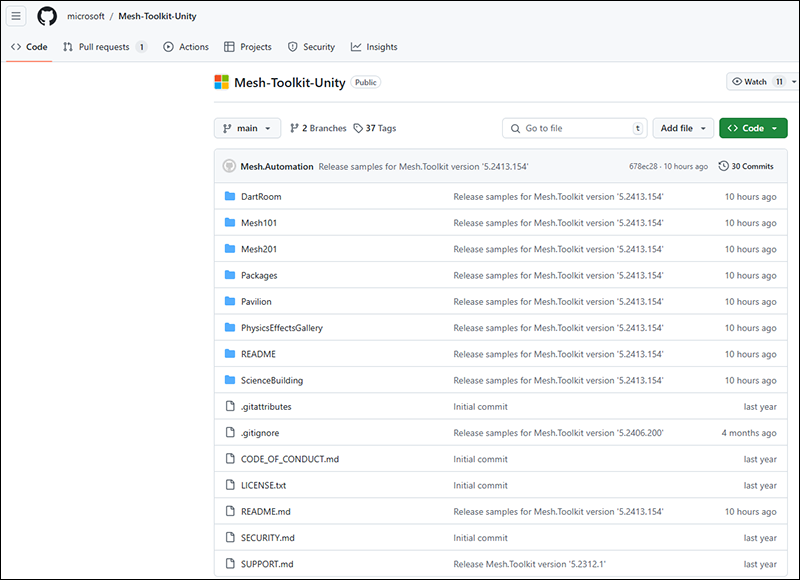 microsoft / Mesh-Toolkit-Unity
Code Pull requests 1 Actions Projects Security Insights
Mesh-Toolkit-Unity Public Watch 11
main 2 Branches 37 Tags Go to file t Add file Code
Mesh.Automation Release samples for Mesh.Toolkit version '5.2413.154' 678ec28 · 10 hours ago 30 Commits
DartRoom Release samples for Mesh.Toolkit version '5.2413.154' 10 hours ago
Mesh101 Release samples for Mesh.Toolkit version '5.2413.154' 10 hours ago
Mesh201 Release samples for Mesh.Toolkit version '5.2413.154' 10 hours ago
Packages Release samples for Mesh.Toolkit version '5.2413.154' 10 hours ago
Pavilion Release samples for Mesh.Toolkit version '5.2413.154' 10 hours ago
PhysicsEffectsGallery Release samples for Mesh.Toolkit version '5.2413.154' 10 hours ago
README Release samples for Mesh.Toolkit version '5.2413.154' 10 hours ago
ScienceBuilding Release samples for Mesh.Toolkit version '5.2413.154' 10 hours ago
.gitattributes Initial commit last year
.gitignore Release samples for Mesh.Toolkit version '5.2406.200' 4 months ago
CODE_OF_CONDUCT.md Initial commit last year
LICENSE.txt Initial commit last year
README.md Release samples for Mesh.Toolkit version '5.2413.154' 10 hours ago
SECURITY.md Initial commit last year
SUPPORT.md Release Mesh.Toolkit version '5.2312.1' last year